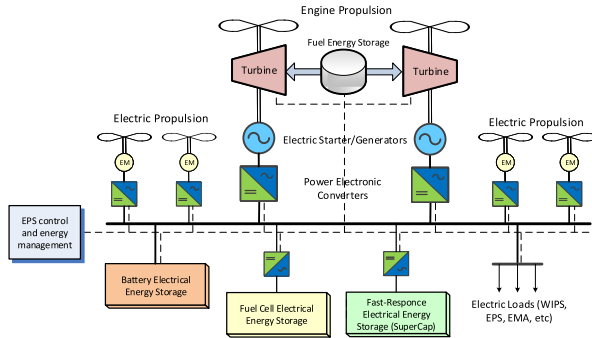 Engine Propulsion
Fuel Energy Storage
Turbine
Turbine
Electric Propulsion
Electric Propulsion
EM
EM
Electric Starter/Generators
EM
EM
Power Electronic
Converters
EPS control
and energy
management
Battery Electrical
Energy Storage
Fuel Cell Electrical
Energy Storage
Fast-Responce
Electrical Energy
Storage (SuperCap)
Electric Loads (WIPS,
EPS, EMA, etc)